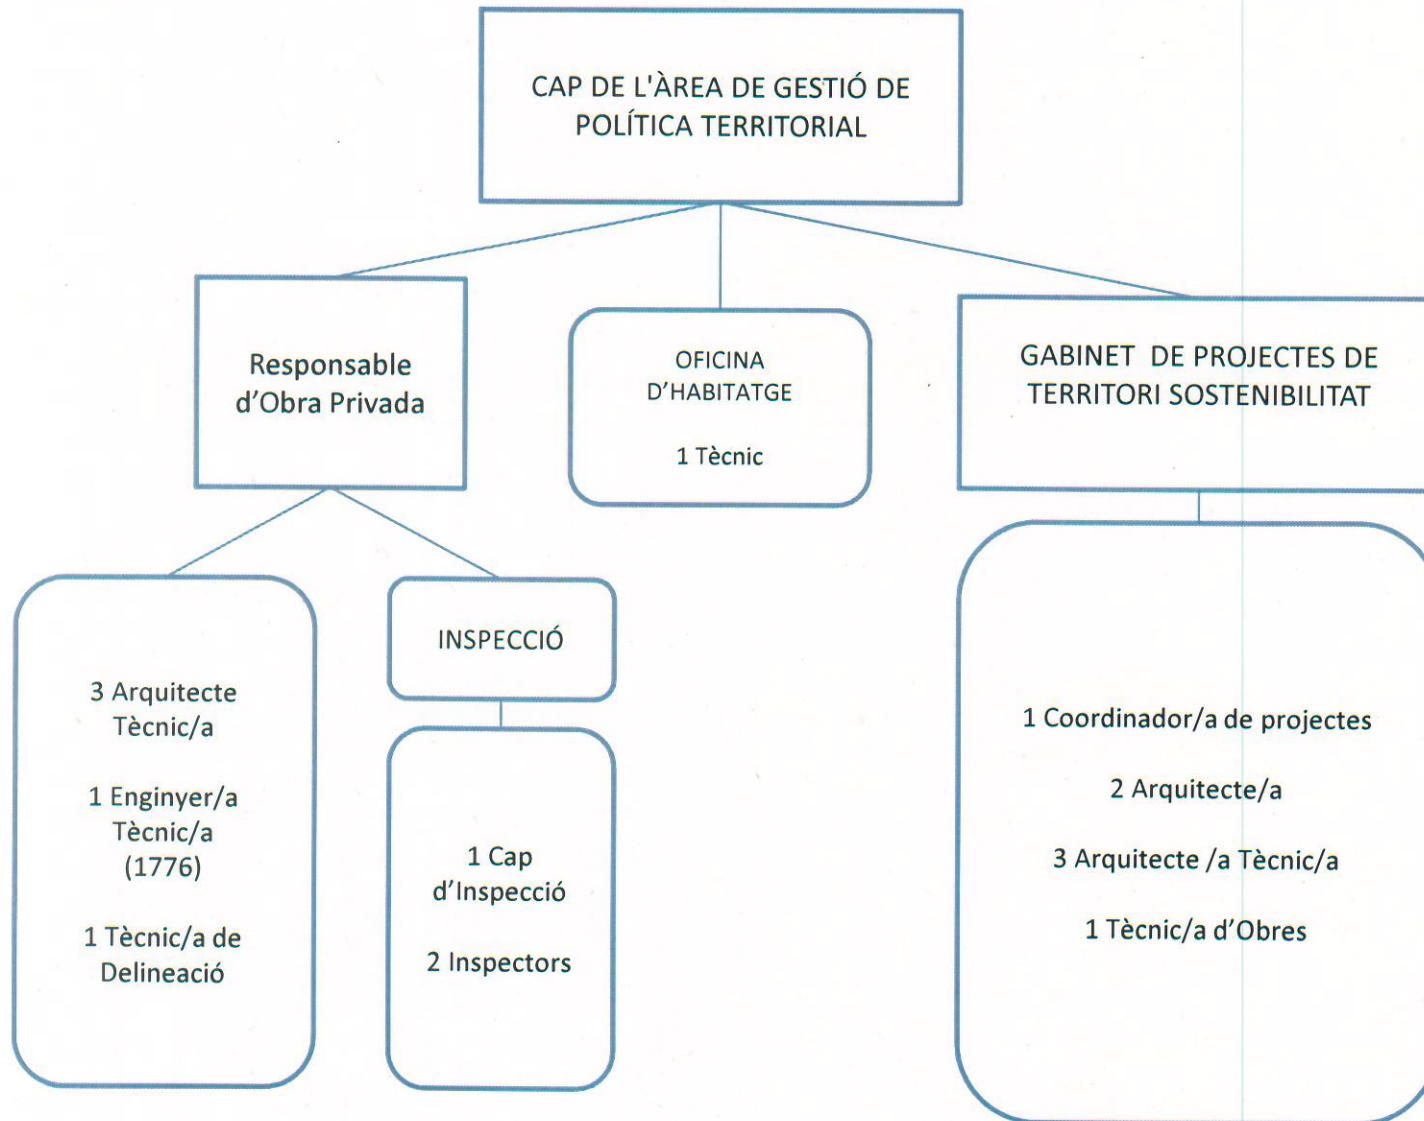 CAP DE L'ÀREA DE GESTIÓ DE
POLÍTICA TERRITORIAL
Responsable
d'Obra Privada
OFICINA
D'HABITATGE
1 Tècnic
GABINET DE PROJECTES DE
TERRITORI SOSTENIBILITAT
3 Arquitecte
Tècnic/a
1 Enginyer/a
Tècnic/a
(1776)
1 Tècnic/a de
Delineació
INSPECCIÓ
1 Cap
d'Inspecció
2 Inspectors
1 Coordinador/a de projectes
2 Arquitecte/a
3 Arquitecte /a Tècnic/a
1 Tècnic/a d'Obres